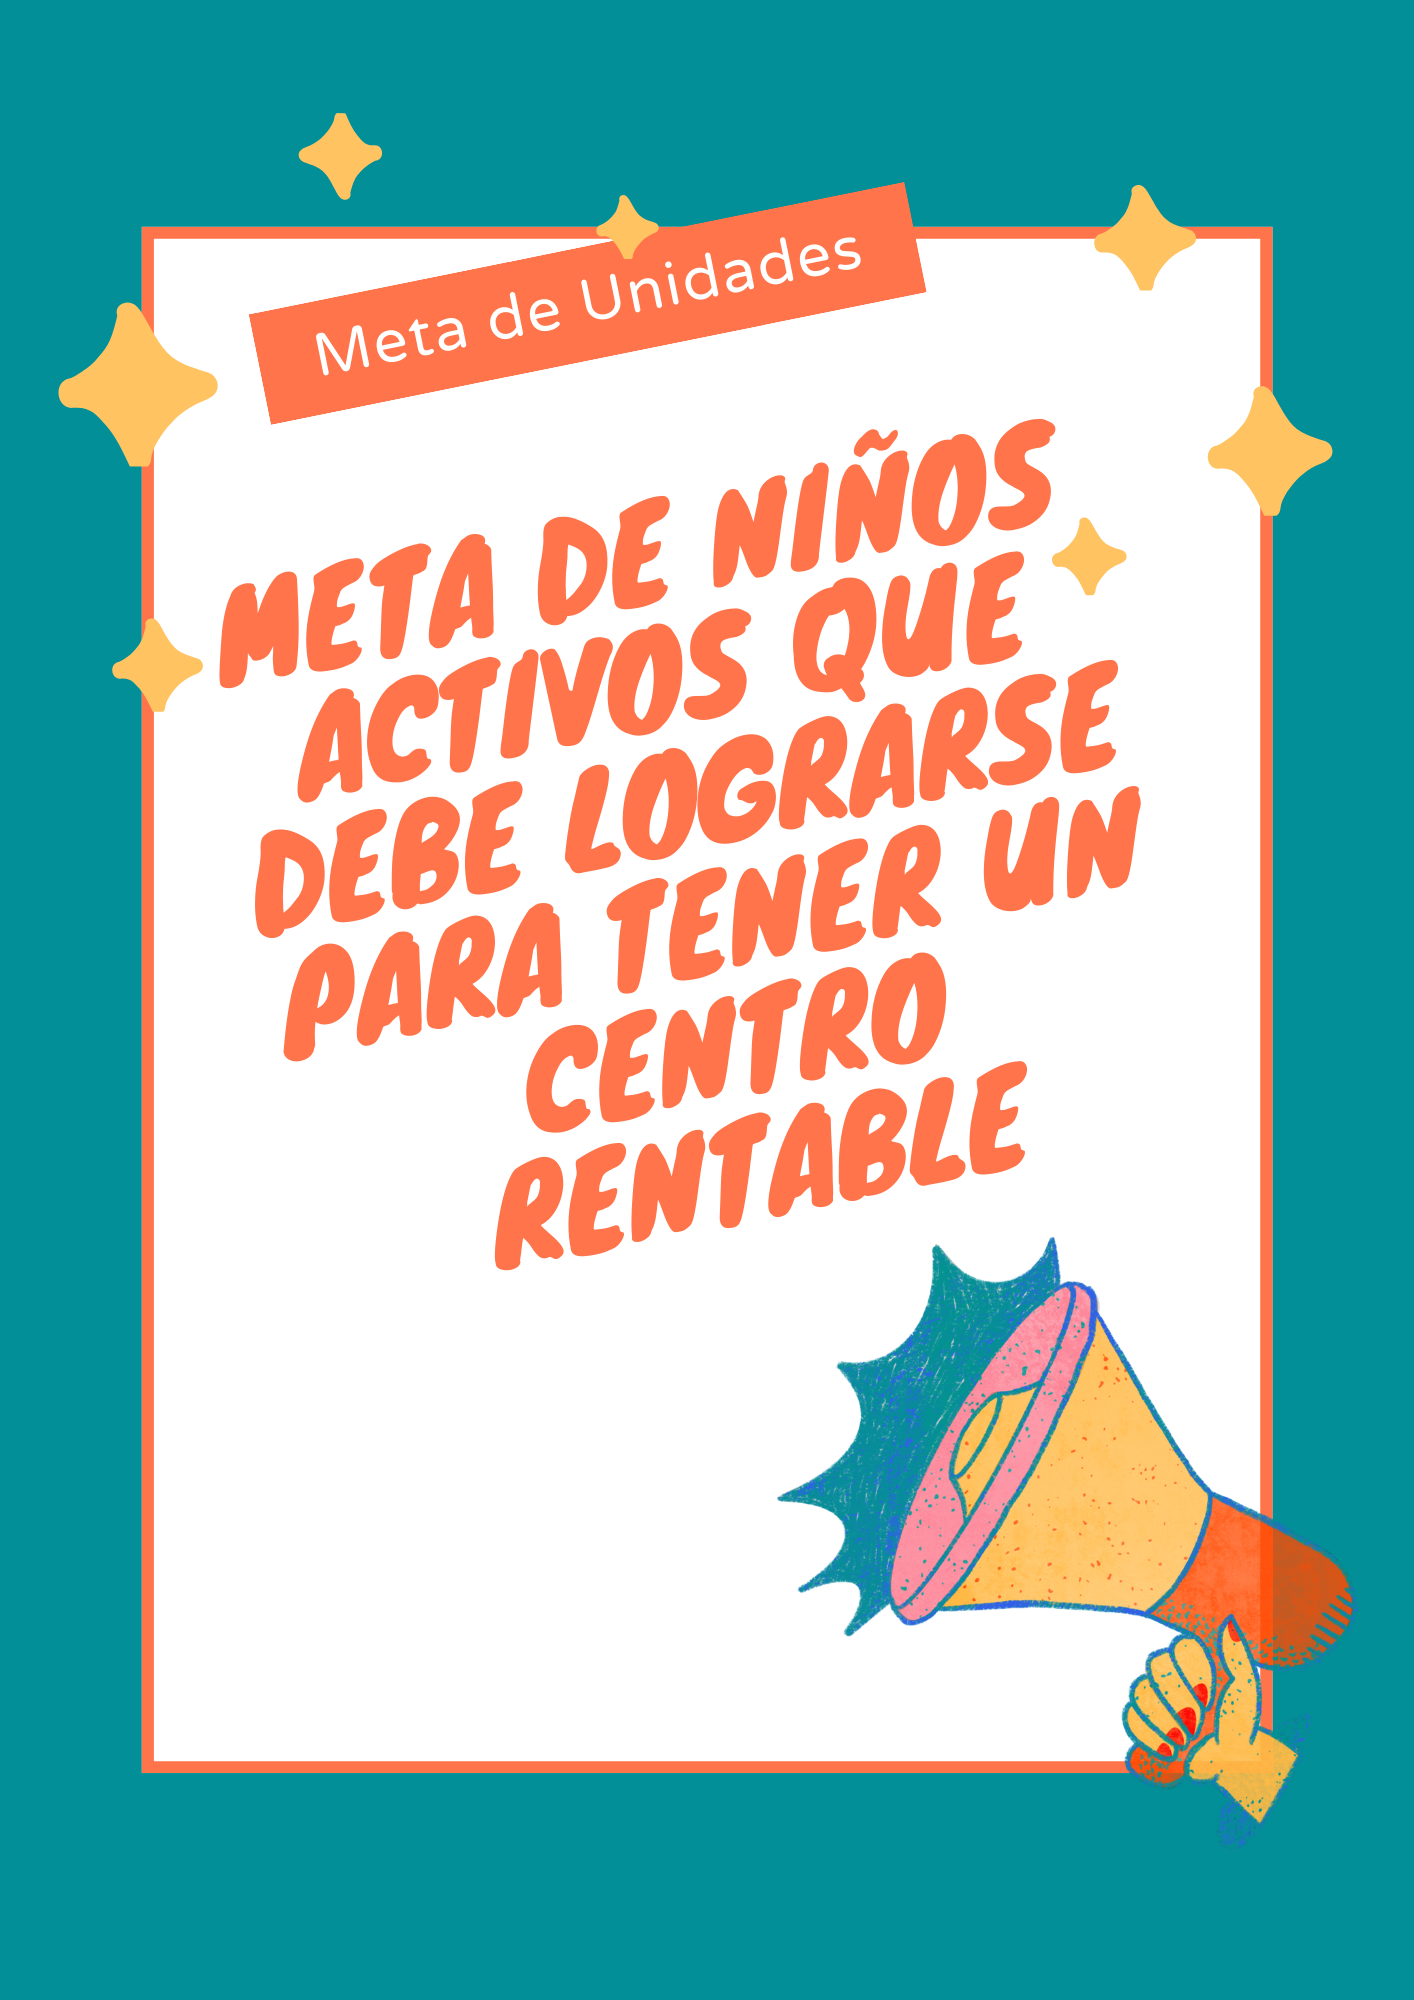 Meta de Unidades
META DE NIÑOS
ACTIVOS QUE
DEBE LOGRARSE
PARA TENER UN
CENTRO
RENTABLE